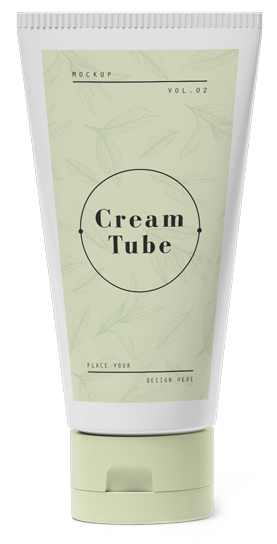 MOCKUP
VOL.02
Cream
Tube
PLACE YOUR
DESIGN HERE